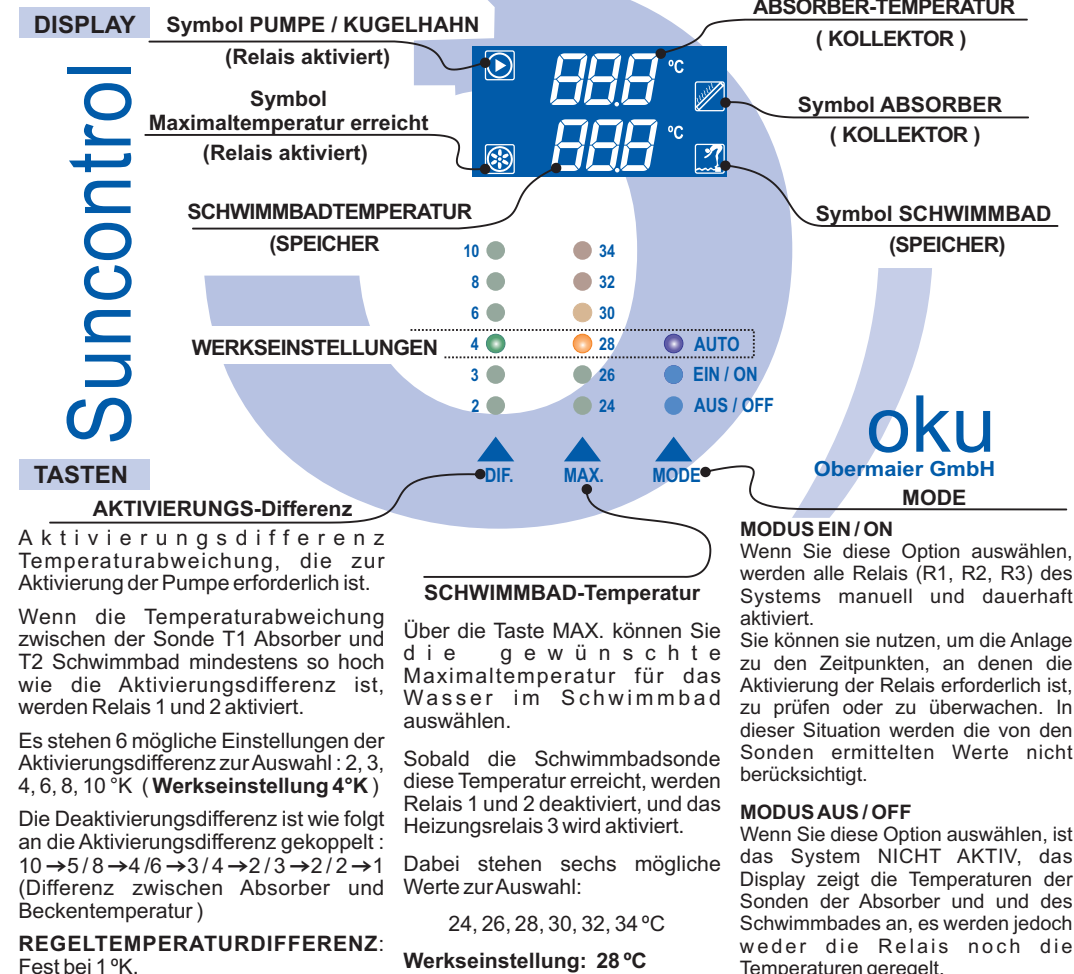 DISPLAY
Symbol PUMPE / KUGELHAHN
(Relais aktiviert)
Symbol
Maximaltemperatur erreicht
(Relais aktiviert)
SCHWIMMBADTEMPERATUR
(SPEICHER
ABSORBER-TEMPERATUR
( KOLLEKTOR )
Symbol ABSORBER
( KOLLEKTOR )
Symbol SCHWIMMBAD
(SPEICHER)
888 °C
888 °C
Suncontrol
10 34
8 32
6 30
WERKSEINSTELLUNGEN 4 28 AUTO
3 26 EIN / ON
2 24 AUS / OFF
DIF. MAX. MODE
oku
Obermaier GmbH
TASTEN
AKTIVIERUNGS-Differenz
Aktivierungsdifferenz
Temperaturabweichung, die zur
Aktivierung der Pumpe erforderlich ist.
Wenn die Temperaturabweichung
zwischen der Sonde T1 Absorber und
T2 Schwimmbad mindestens so hoch
wie die Aktivierungsdifferenz ist,
werden Relais 1 und 2 aktiviert.
Es stehen 6 mögliche Einstellungen der
Aktivierungsdifferenz zur Auswahl : 2, 3,
4, 6, 8, 10 °K ( Werkseinstellung 4°K )
Die Deaktivierungsdifferenz ist wie folgt
an die Aktivierungsdifferenz gekoppelt :
10 →5 / 8 →4 /6 →3 / 4 →2 / 3 →2 / 2 →1
(Differenz zwischen Absorber und
Beckentemperatur )
REGELTEMPERATURDIFFERENZ:
Fest bei 1 ºK.
SCHWIMMBAD-Temperatur
Über die Taste MAX. können Sie
die gewünschte
Maximaltemperatur für das
Wasser im Schwimmbad
auswählen.
Sobald die Schwimmbadsonde
diese Temperatur erreicht, werden
Relais 1 und 2 deaktiviert, und das
Heizungsrelais 3 wird aktiviert.
Dabei stehen sechs mögliche
Werte zur Auswahl:
24, 26, 28, 30, 32, 34 ºC
Werkseinstellung: 28 ºC
MODE
MODUS EIN / ON
Wenn Sie diese Option auswählen,
werden alle Relais (R1, R2, R3) des
Systems manuell und dauerhaft
aktiviert.
Sie können sie nutzen, um die Anlage
zu den Zeitpunkten, an denen die
Aktivierung der Relais erforderlich ist,
zu prüfen oder zu überwachen. In
dieser Situation werden die von den
Sonden ermittelten Werte nicht
berücksichtigt.
MODUS AUS / OFF
Wenn Sie diese Option auswählen, ist
das System NICHT AKTIV, das
Display zeigt die Temperaturen der
Sonden der Absorber und und des
Schwimmbades an, es werden jedoch
weder die Relais noch die
Temperaturen geregelt.